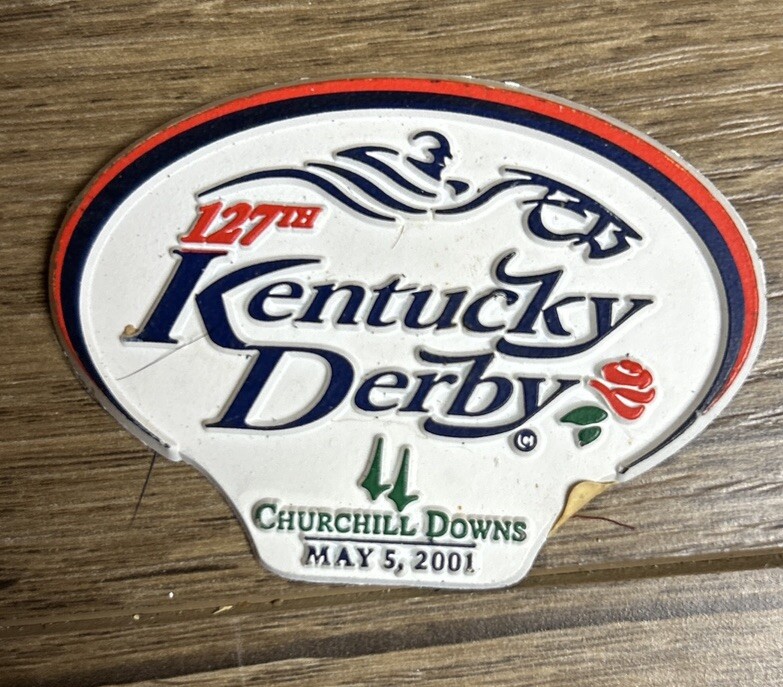 127TH
Kentucky
Derby
©
CHURCHILL DOWNS
MAY 5, 2001